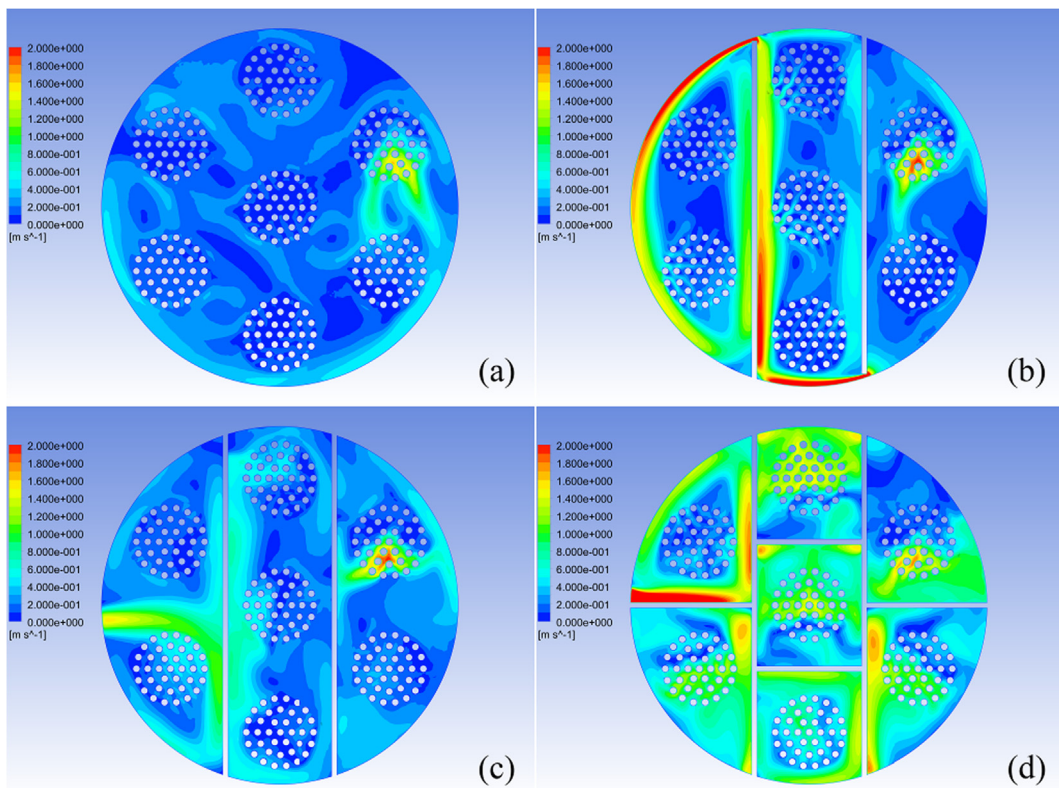 2.000e+000
1.800e+000
1.600e+000
1.400e+000
1.200e+000
1.000e+000
8.000e-001
6.000e-001
4.000e-001
2.000e-001
0.000e+000
[m s^-1]
(a)
2.000e+000
1.800e+000
1.600e+000
1.400e+000
1.200e+000
1.000e+000
8.000e-001
6.000e-001
4.000e-001
2.000e-001
0.000e+000
[m s^-1]
(b)
2.000e+000
1.800e+000
1.600e+000
1.400e+000
1.200e+000
1.000e+000
8.000e-001
6.000e-001
4.000e-001
2.000e-001
0.000e+000
[m s^-1]
(c)
2.000e+000
1.800e+000
1.600e+000
1.400e+000
1.200e+000
1.000e+000
8.000e-001
6.000e-001
4.000e-001
2.000e-001
0.000e+000
[m s^-1]
(d)